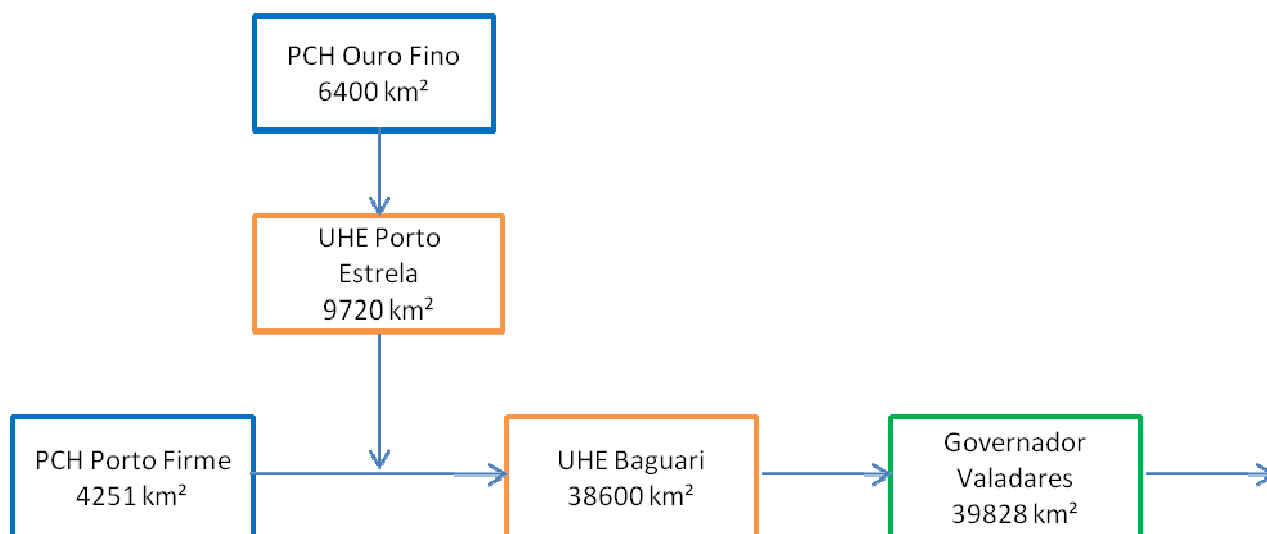 PCH Ouro Fino
6400 km²
UHE Porto
Estrela
9720 km²
PCH Porto Firme
4251 km²
UHE Baguari
38600 km²
Governador
Valadares
39828 km²